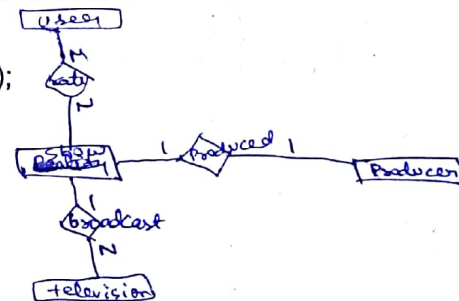 User
M
);
rate
N
Show
1
Produced
1
Producer
1
broadcast
N
television